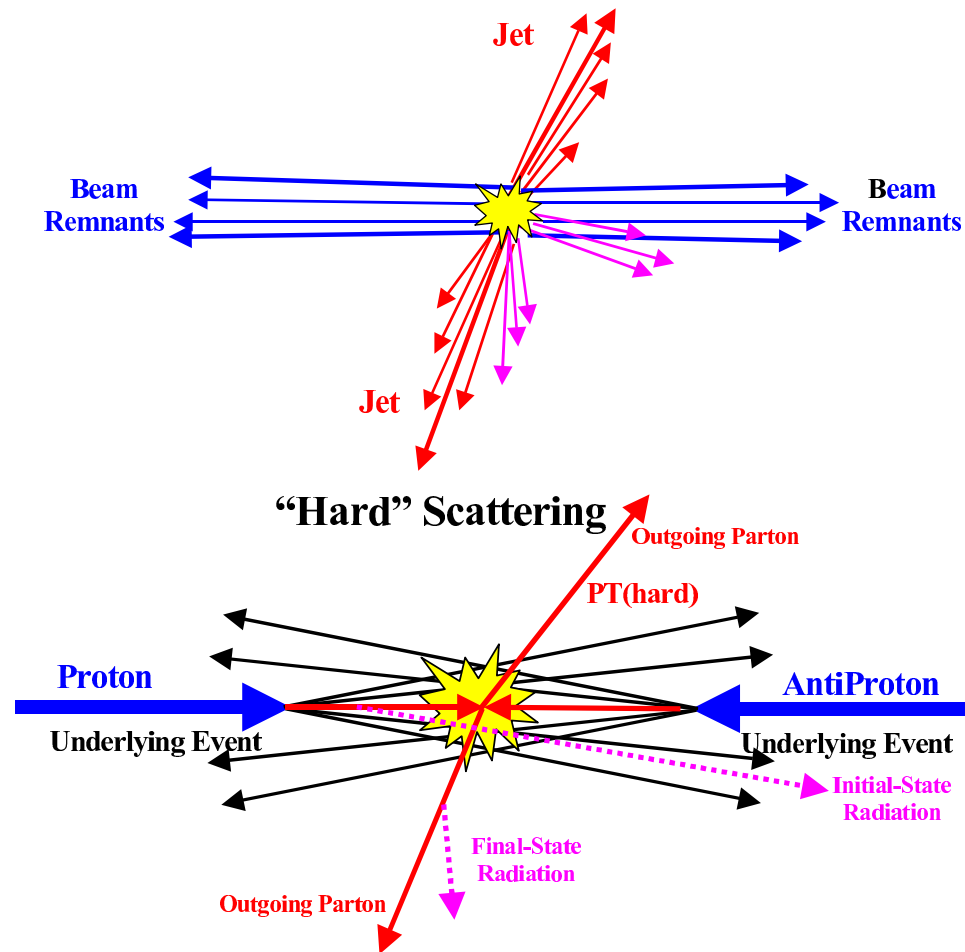 Jet
Beam
Remnants
Beam
Remnants
Jet
“Hard” Scattering
Outgoing Parton
PT(hard)
Proton
AntiProton
Underlying Event
Underlying Event
Initial-State
Radiation
Final-State
Radiation
Outgoing Parton